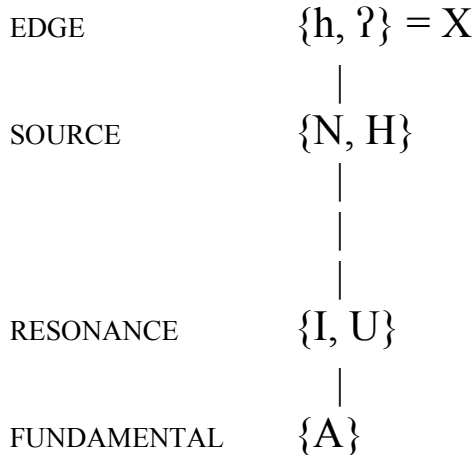 EDGE {h, ʔ} = X
|
SOURCE {N, H}
|
|
|
RESONANCE {I, U}
|
FUNDAMENTAL {A}